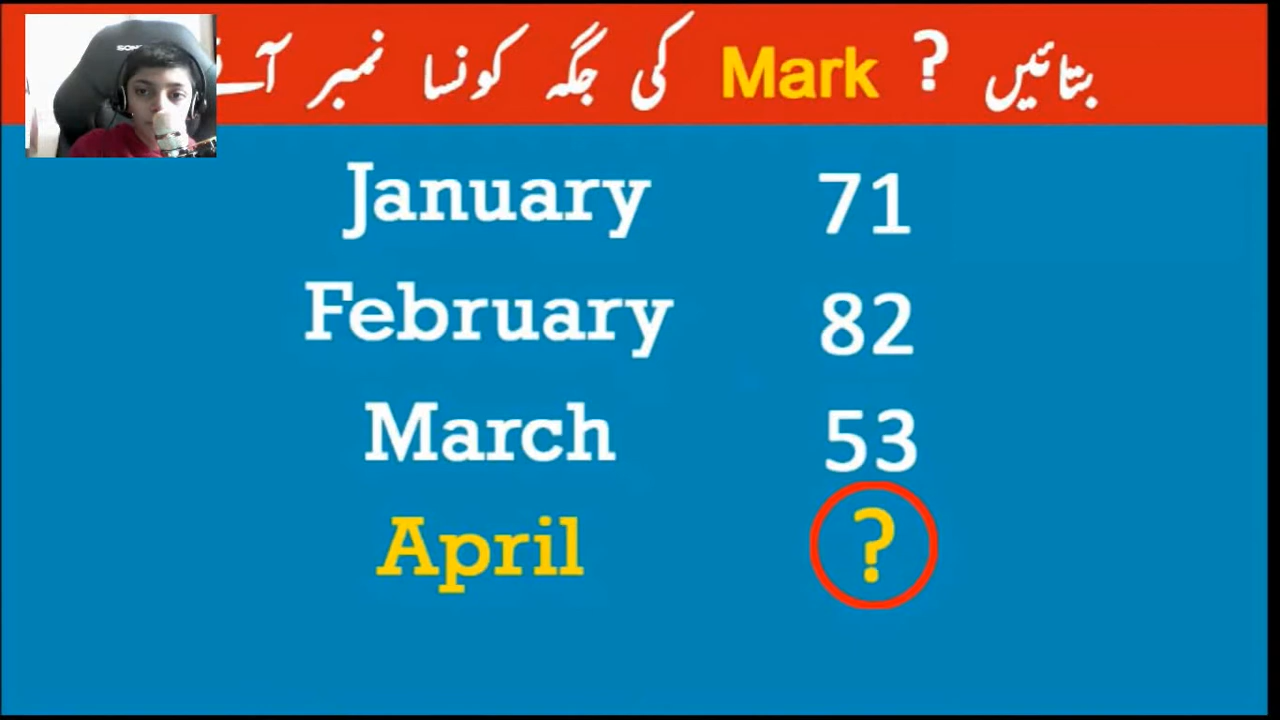 بتائیں ? Mark کی جگہ کونسا نمبر
January 71
February 82
March 53
April ?